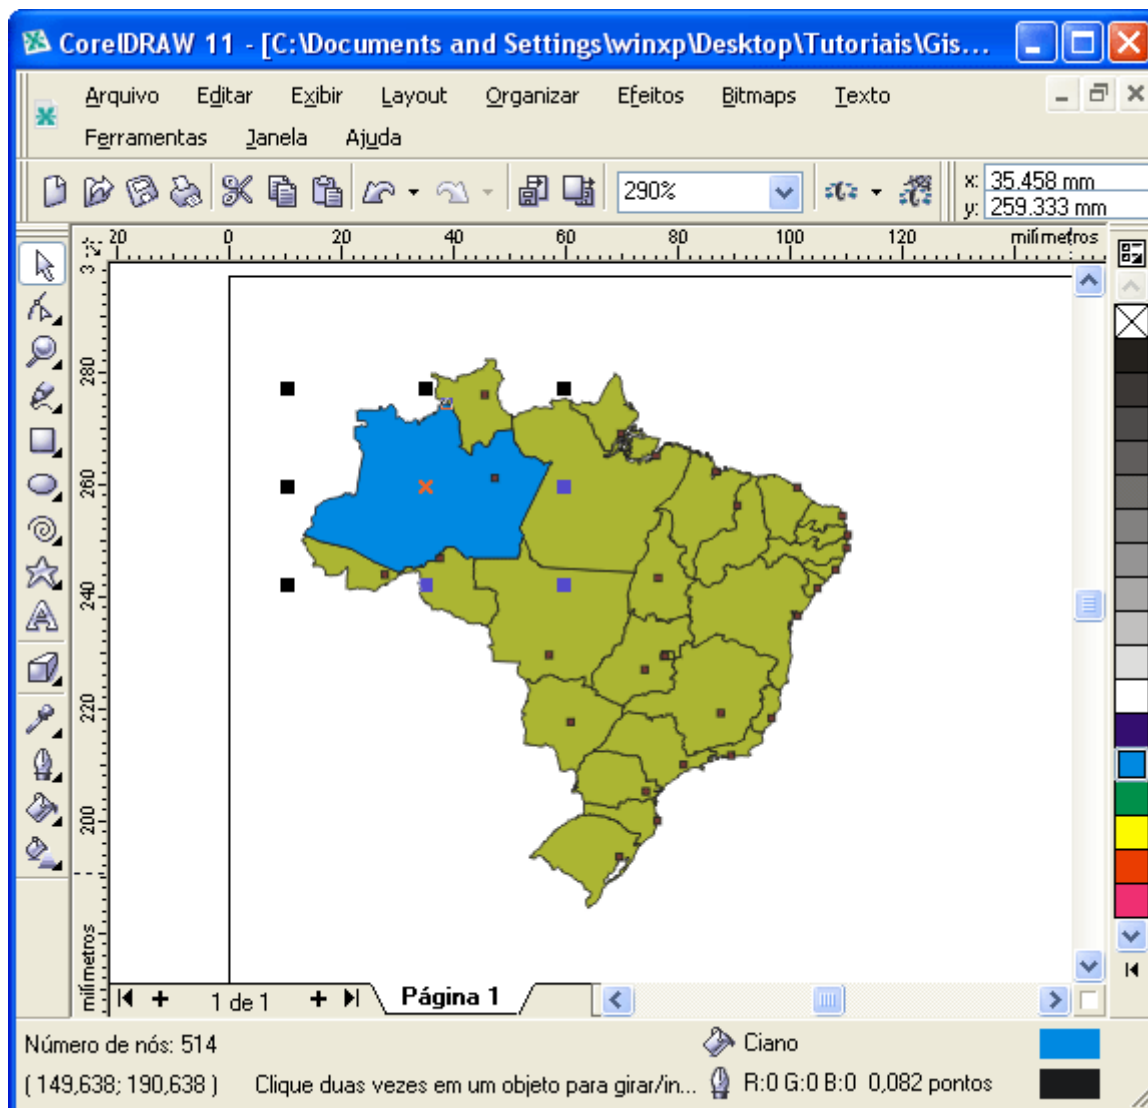 CorelDRAW 11 - [C:\Documents and Settings\winxp\Desktop\Tutoriais\Gis...
Arquivo Editar Exibir Layout Organizar Efeitos Bitmaps Texto
Ferramentas Janela Ajuda
290%
x: 35.458 mm
y: 259.333 mm
20 0 20 40 60 80 100 120 milímetros
3
280
260
240
220
200
milímetros
1 de 1 Página 1
Número de nós: 514 Ciano
( 149,638; 190,638 ) Clique duas vezes em um objeto para girar/in... R:0 G:0 B:0 0,082 pontos